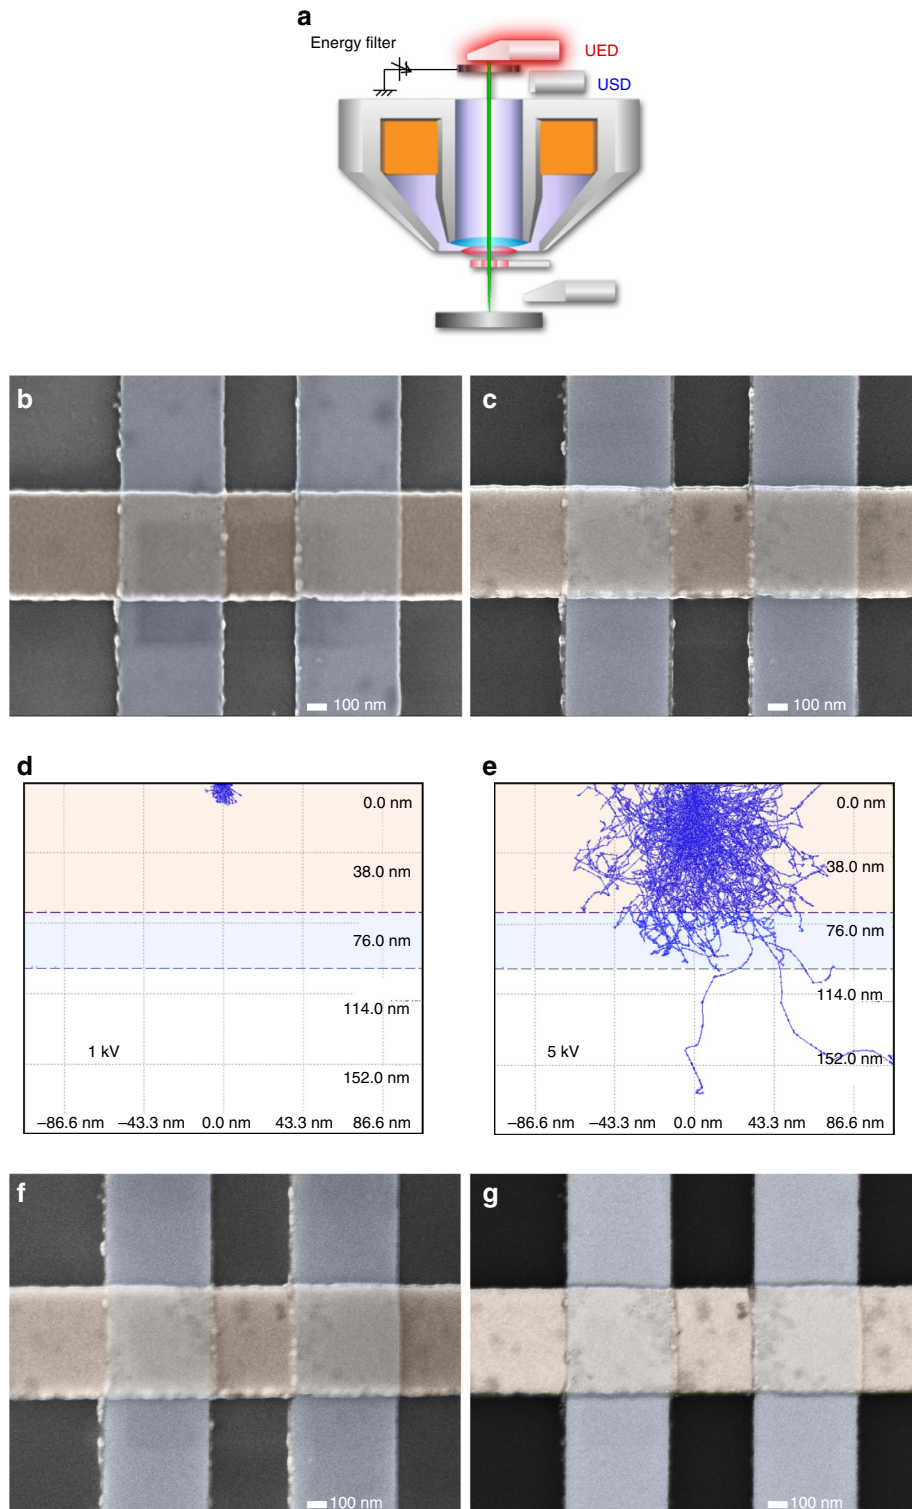 a
Energy filter
UED
USD
b
100 nm
c
100 nm
d
0.0 nm
38.0 nm
76.0 nm
114.0 nm
1 kV
152.0 nm
–86.6 nm –43.3 nm 0.0 nm 43.3 nm 86.6 nm
e
0.0 nm
38.0 nm
76.0 nm
114.0 nm
5 kV
152.0 nm
–86.6 nm –43.3 nm 0.0 nm 43.3 nm 86.6 nm
f
100 nm
g
100 nm